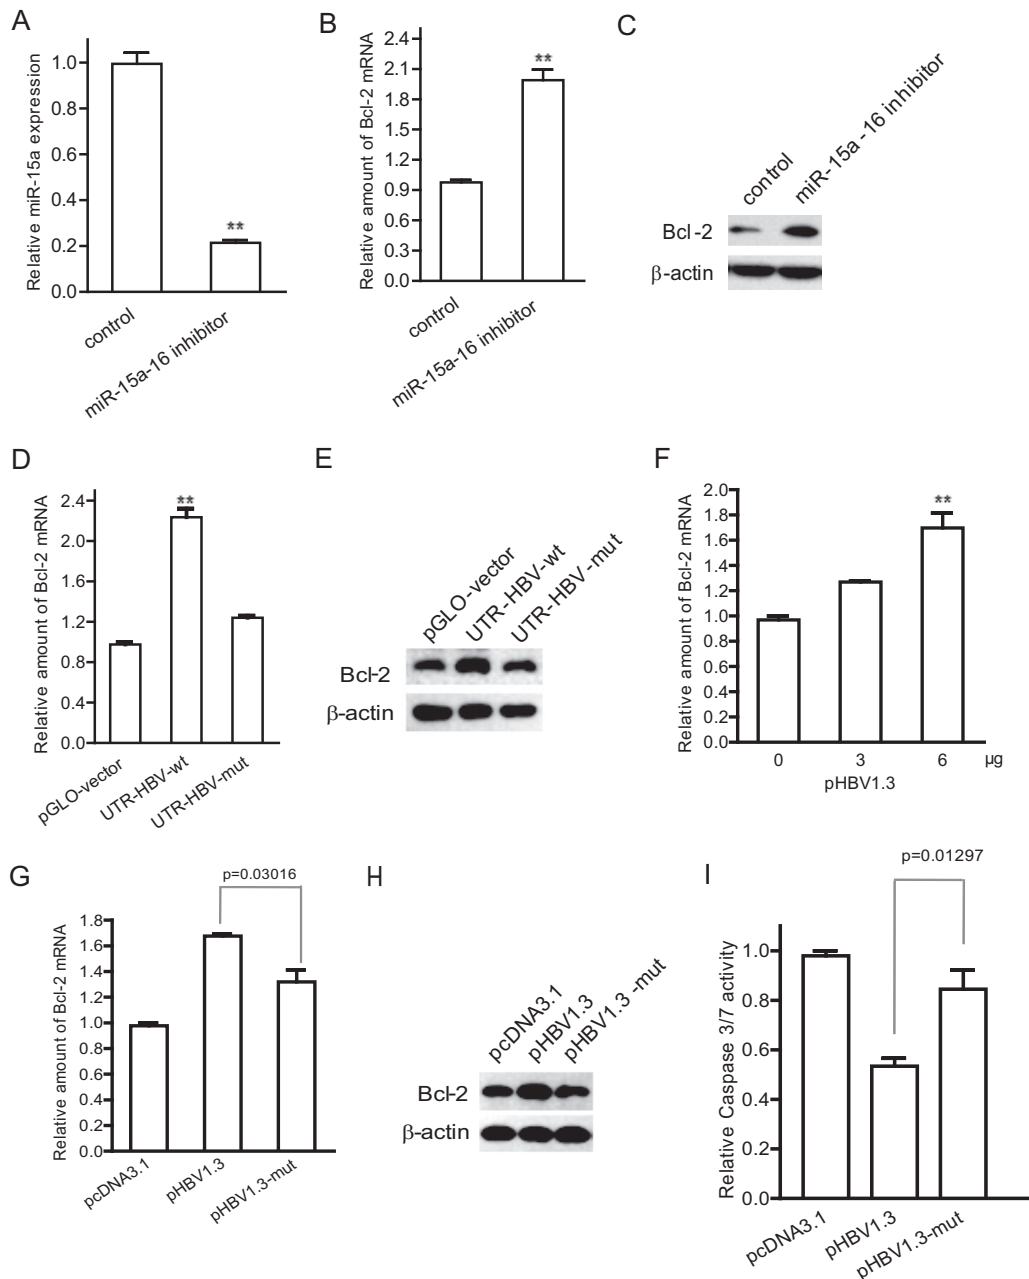 A
Relative miR-15a expression
1.0
0.8
0.6
0.4
0.2
0.0
**
control
miR-15a-16 inhibitor
B
Relative amount of Bcl-2 mRNA
2.4
2.1
1.8
1.5
1.2
0.9
0.6
0.3
0.0
**
control
miR-15a-16 inhibitor
C
control
miR-15a-16 inhibitor
Bcl-2
β-actin
D
Relative amount of Bcl-2 mRNA
2.4
2.0
1.6
1.2
0.8
0.4
0.0
**
pGLO-vector
UTR-HBV-wt
UTR-HBV-mut
E
pGLO-vector
UTR-HBV-wt
UTR-HBV-mut
Bcl-2
β-actin
F
Relative amount of Bcl-2 mRNA
2.0
1.8
1.6
1.4
1.2
1.0
0.8
0.6
0.4
0.2
0.0
**
0 3 6 µg
pHBV1.3
G
p=0.03016
Relative amount of Bcl-2 mRNA
1.8
1.6
1.4
1.2
1.0
0.8
0.6
0.4
0.2
0.0
pcDNA3.1
pHBV1.3
pHBV1.3-mut
H
pcDNA3.1
pHBV1.3
pHBV1.3-mut
Bcl-2
β-actin
I
p=0.01297
Relative Caspase 3/7 activity
1.0
0.8
0.6
0.4
0.2
0.0
pcDNA3.1
pHBV1.3
pHBV1.3-mut